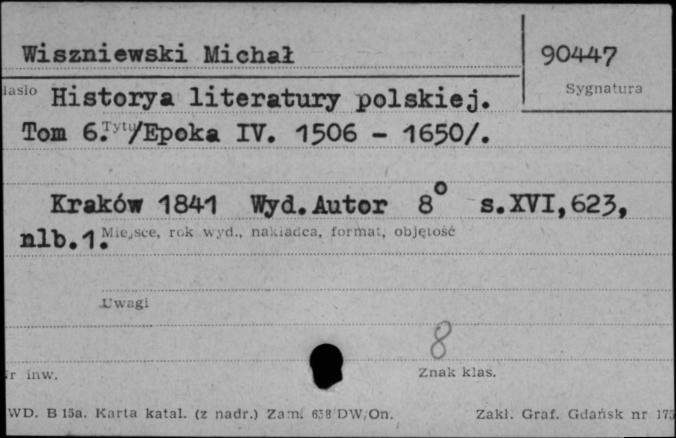 Wiszniewski Michał
90447
Sygnatura
Hasło
Historya literatury polskiej.
Tom 6. /Epoka IV. 1506 - 1650/.
Tytuł
Kraków 1841 Wyd.Autor 8° s.XVI,623,
nlb.1.
Miejsce, rok wyd., nakładca, format, objętość
Uwagi
8
Nr inw.
Znak klas.
WD. B 15a. Karta katal. (z nadr.) Zam. 658/DW/On.
Zakł. Graf. Gdańsk nr 175